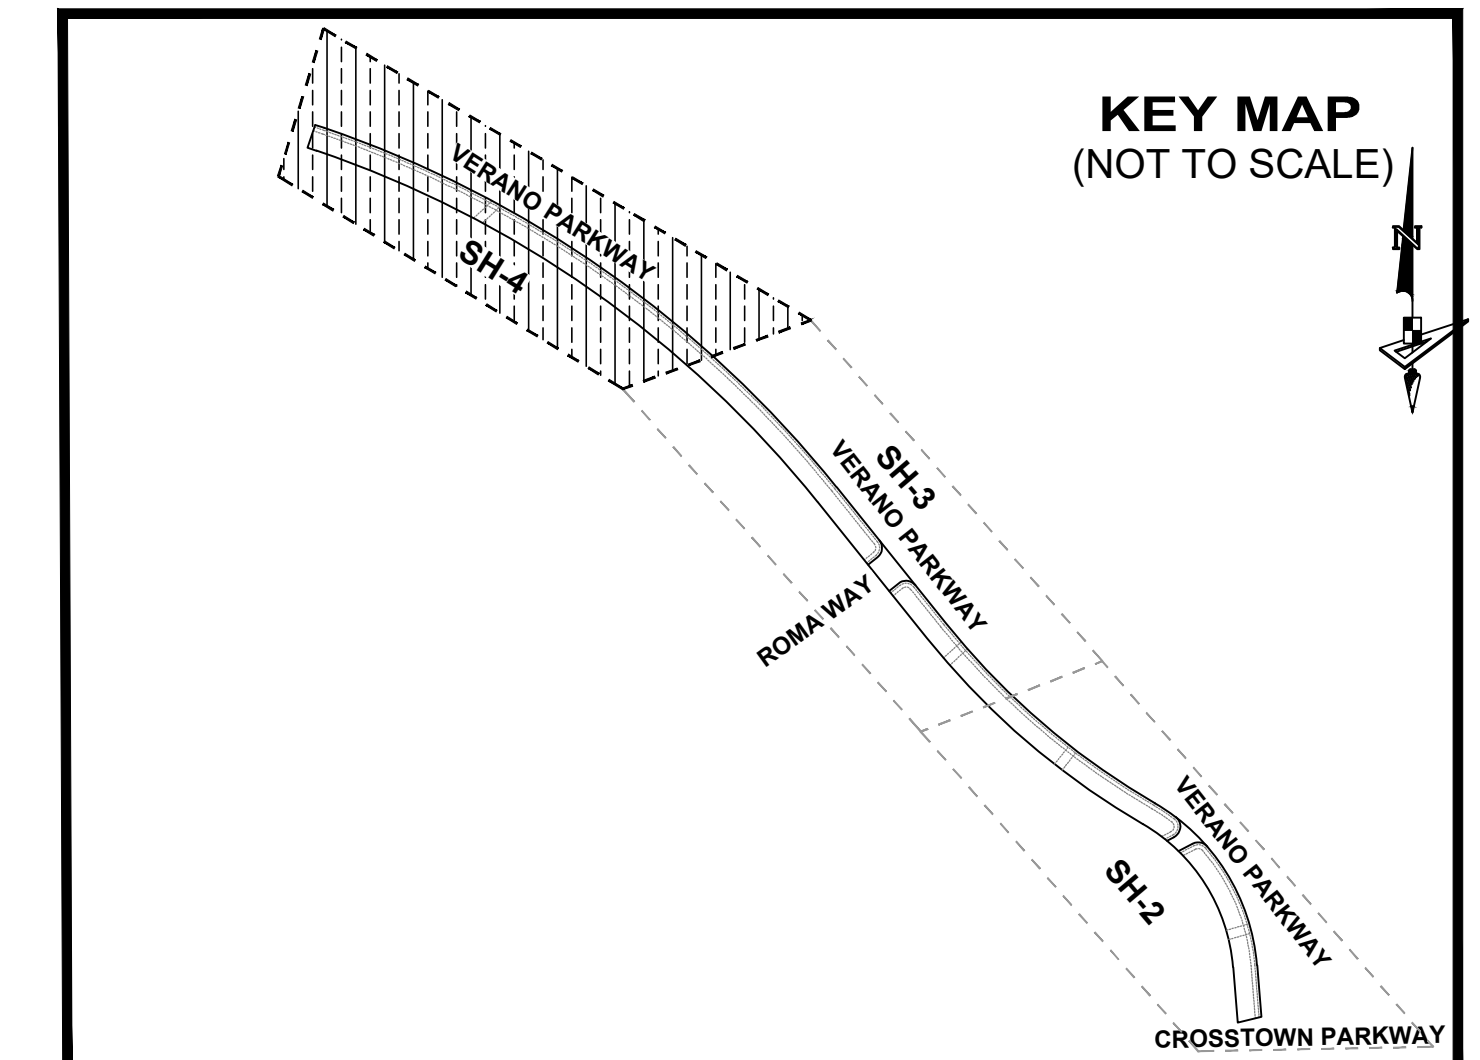 KEY MAP
(NOT TO SCALE)
N
VERANO PARKWAY
SH-4
SH-3
VERANO PARKWAY
ROMA WAY
VERANO PARKWAY
SH-2
CROSSTOWN PARKWAY